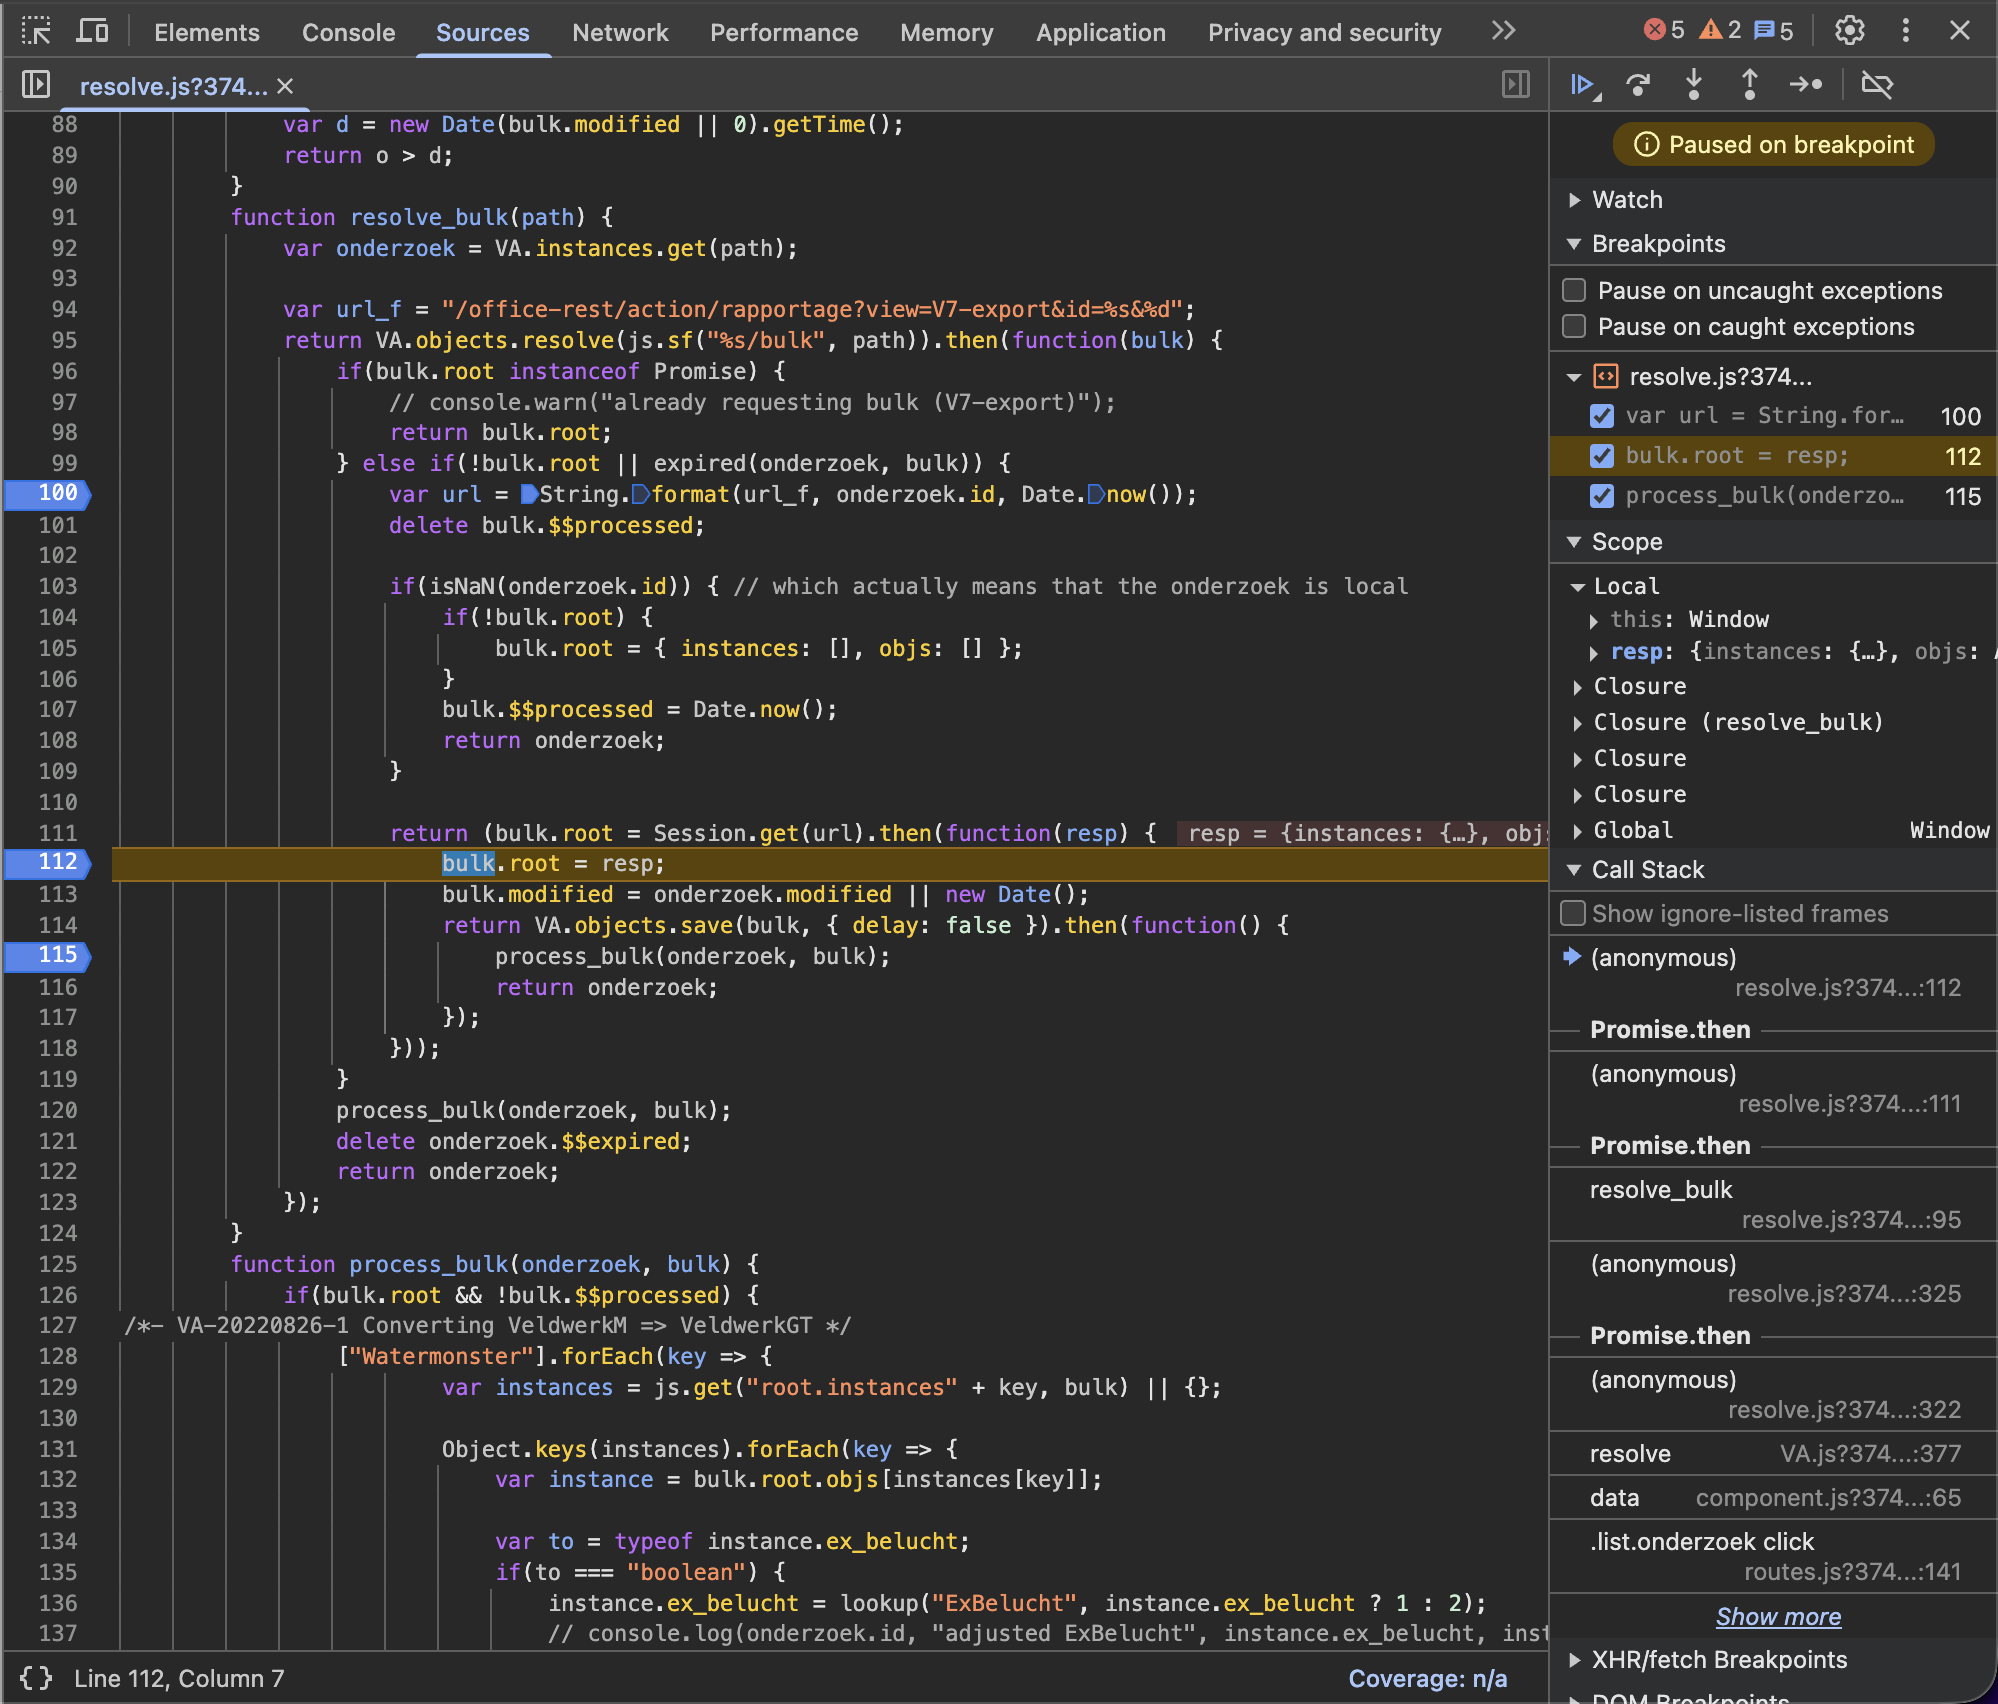 Elements Console Sources Network Performance Memory Application Privacy and security 5 2 5
resolve.js?374...
88 var d = new Date(bulk.modified || 0).getTime();
89 return o > d;
90 }
91 function resolve_bulk(path) {
92 var onderzoek = VA.instances.get(path);
93
94 var url_f = "/office-rest/action/rapportage?view=V7-export&id=%s&%d";
95 return VA.objects.resolve(js.sf("%s/bulk", path)).then(function(bulk) {
96 if(bulk.root instanceof Promise) {
97 // console.warn("already requesting bulk (V7-export)");
98 return bulk.root;
99 } else if(!bulk.root || expired(onderzoek, bulk)) {
100 var url = String.format(url_f, onderzoek.id, Date.now());
101 delete bulk.$$processed;
102
103 if(isNaN(onderzoek.id)) { // which actually means that the onderzoek is local
104 if(!bulk.root) {
105 bulk.root = { instances: [], objs: [] };
106 }
107 bulk.$$processed = Date.now();
108 return onderzoek;
109 }
110
111 return (bulk.root = Session.get(url).then(function(resp) { resp = {instances: {…}, obj
112 bulk.root = resp;
113 bulk.modified = onderzoek.modified || new Date();
114 return VA.objects.save(bulk, { delay: false }).then(function() {
115 process_bulk(onderzoek, bulk);
116 return onderzoek;
117 });
118 }));
119 }
120 process_bulk(onderzoek, bulk);
121 delete onderzoek.$$expired;
122 return onderzoek;
123 });
124 }
125 function process_bulk(onderzoek, bulk) {
126 if(bulk.root && !bulk.$$processed) {
127 /*- VA-20220826-1 Converting VeldwerkM => VeldwerkGT */
128 ["Watermonster"].forEach(key => {
129 var instances = js.get("root.instances" + key, bulk) || {};
130
131 Object.keys(instances).forEach(key => {
132 var instance = bulk.root.objs[instances[key]];
133
134 var to = typeof instance.ex_belucht;
135 if(to === "boolean") {
136 instance.ex_belucht = lookup("ExBelucht", instance.ex_belucht ? 1 : 2);
137 // console.log(onderzoek.id, "adjusted ExBelucht", instance.ex_belucht, inst
{ } Line 112, Column 7 Coverage: n/a
Paused on breakpoint
Watch
Breakpoints
Pause on uncaught exceptions
Pause on caught exceptions
resolve.js?374...
var url = String.for… 100
bulk.root = resp; 112
process_bulk(onderzo… 115
Scope
Local
this: Window
resp: {instances: {…}, objs:
Closure
Closure (resolve_bulk)
Closure
Closure
Global Window
Call Stack
Show ignore-listed frames
(anonymous)
resolve.js?374...:112
Promise.then
(anonymous)
resolve.js?374...:111
Promise.then
resolve_bulk
resolve.js?374...:95
(anonymous)
resolve.js?374...:325
Promise.then
(anonymous)
resolve.js?374...:322
resolve VA.js?374...:377
data component.js?374...:65
.list.onderzoek click
routes.js?374...:141
Show more
XHR/fetch Breakpoints
DOM Breakpoints